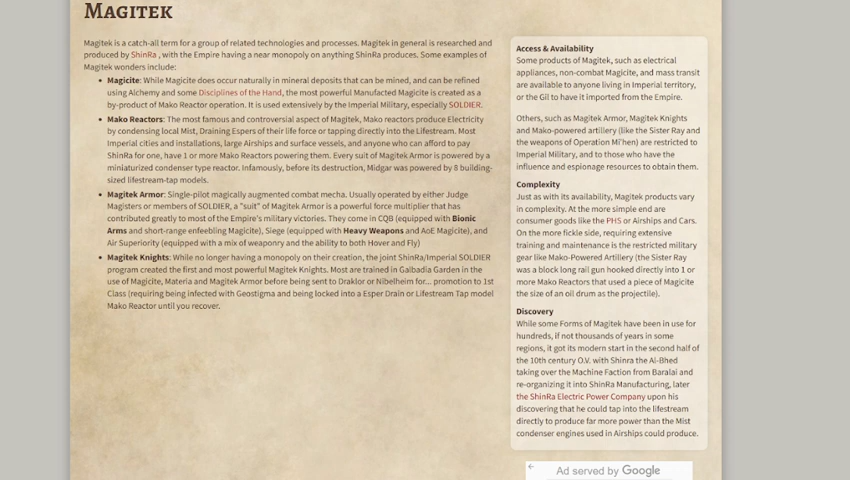 Magitek
Magitek is a catch-all term for a group of related technologies and processes. Magitek in general is researched and
produced by ShinRa , with the Empire having a near monopoly on anything ShinRa produces. Some examples of
Magitek wonders include:
• Magicite: While Magicite does occur naturally in mineral deposits that can be mined, and can be refined
using Alchemy and some Disciplines of the Hand, the most powerful Manufacted Magicite is created as a
by-product of Mako Reactor operation. It is used extensively by the Imperial Military, especially SOLDIER.
• Mako Reactors: The most famous and controversial aspect of Magitek, Mako reactors produce Electricity
by condensing local Mist, Draining Espers of their life force or tapping directly into the Lifestream. Most
Imperial cities and installations, large Airships and surface vessels, and anyone who can afford to pay
ShinRa for one, have 1 or more Mako Reactors powering them. Every suit of Magitek Armor is powered by a
miniaturized condenser type reactor. Infamously, before its destruction, Midgar was powered by 8 building-
sized lifestream-tap models.
• Magitek Armor: Single-pilot magically augmented combat mecha. Usually operated by either Judge
Magisters or members of SOLDIER, a "suit" of Magitek Armor is a powerful force multiplier that has
contributed greatly to most of the Empire's military victories. They come in CQB (equipped with Bionic
Arms and short-range enfeebling Magicite), Siege (equipped with Heavy Weapons and AoE Magicite), and
Air Superiority (equipped with a mix of weaponry and the ability to both Hover and Fly)
• Magitek Knights: While no longer having a monopoly on their creation, the joint ShinRa/Imperial SOLDIER
program created the first and most powerful Magitek Knights. Most are trained in Galbadia Garden in the
use of Magicite, Materia and Magitek Armor before being sent to Draklor or Nibelheim for... promotion to 1st
Class (requiring being infected with Geostigma and being locked into a Esper Drain or Lifestream Tap model
Mako Reactor until you recover.
Access & Availability
Some products of Magitek, such as electrical
appliances, non-combat Magicite, and mass transit
are available to anyone living in Imperial territory,
or the Gil to have it imported from the Empire.
Others, such as Magitek Armor, Magitek Knights
and Mako-powered artillery (like the Sister Ray and
the weapons of Operation Mi'hen) are restricted to
Imperial Military, and to those who have the
influence and espionage resources to obtain them.
Complexity
Just as with its availability, Magitek products vary
in complexity. At the more simple end are
consumer goods like the PHS or Airships and Cars.
On the more fickle side, requiring extensive
training and maintenance is the restricted military
gear like Mako-Powered Artillery (the Sister Ray
was a block long rail gun hooked directly into 1 or
more Mako Reactors that used a piece of Magicite
the size of an oil drum as the projectile).
Discovery
While some Forms of Magitek have been in use for
hundreds, if not thousands of years in some
regions, it got its modern start in the second half of
the 10th century O.V. with Shinra the Al-Bhed
taking over the Machine Faction from Baralai and
re-organizing it into ShinRa Manufacturing, later
the ShinRa Electric Power Company upon his
discovering that he could tap into the lifestream
directly to produce far more power than the Mist
condenser engines used in Airships could produce.
Ad served by Google